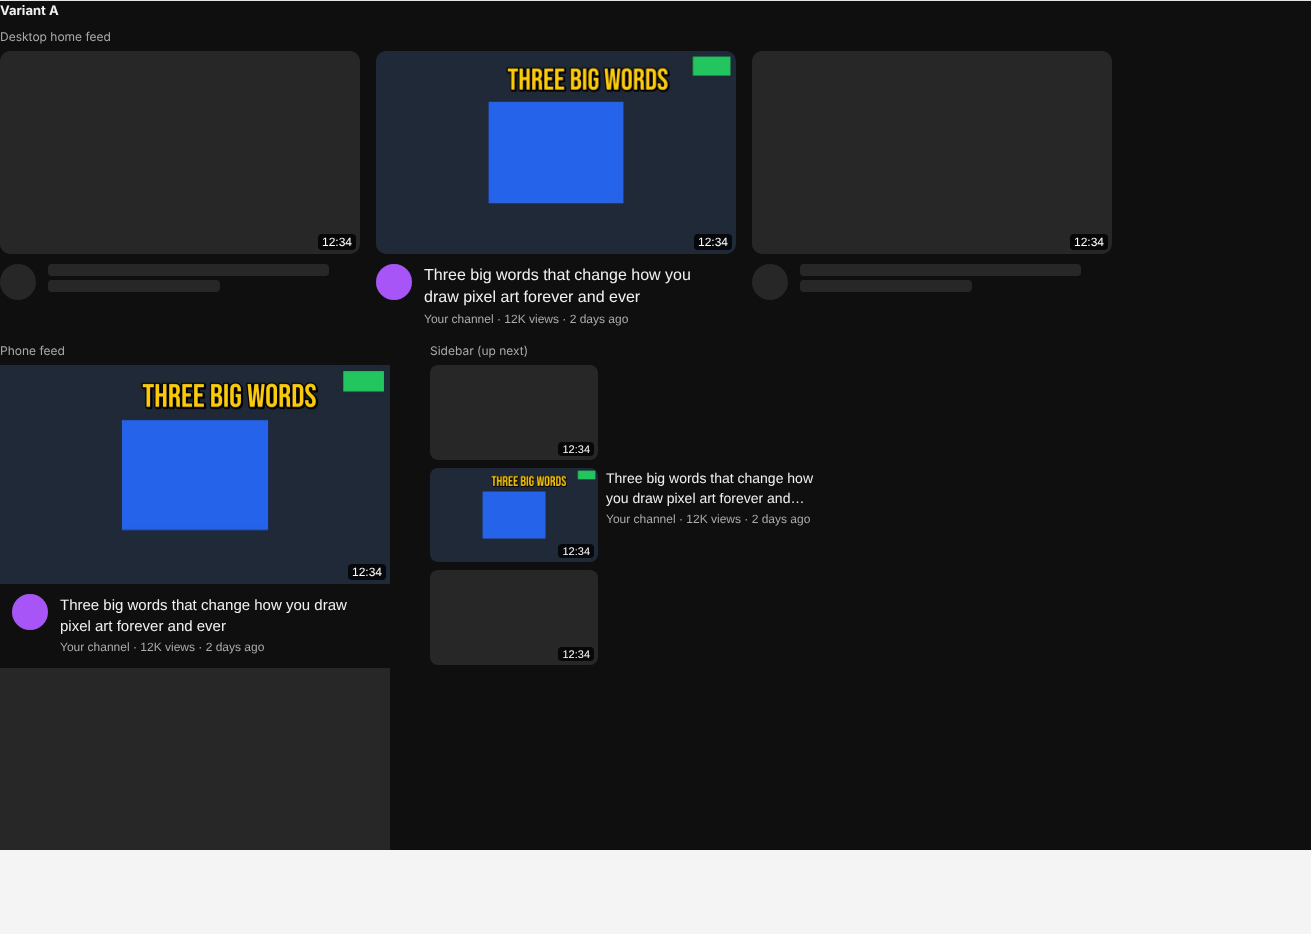 Variant A
Desktop home feed
THREE BIG WORDS
12:34
12:34
12:34
Three big words that change how you
draw pixel art forever and ever
Your channel · 12K views · 2 days ago
Phone feed
THREE BIG WORDS
12:34
Three big words that change how you draw
pixel art forever and ever
Your channel · 12K views · 2 days ago
Sidebar (up next)
12:34
THREE BIG WORDS
12:34
Three big words that change how
you draw pixel art forever and…
Your channel · 12K views · 2 days ago
12:34